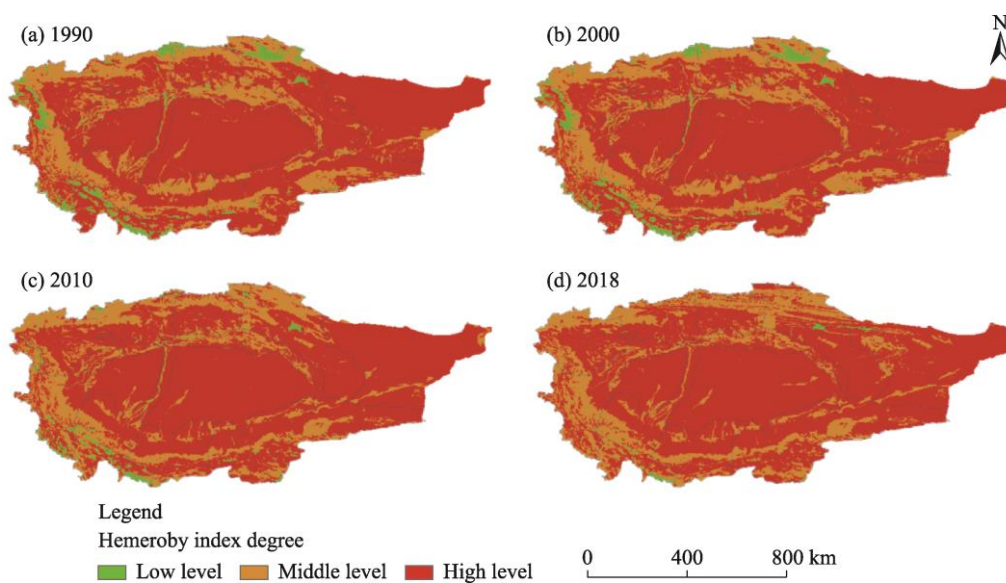 (a) 1990
(b) 2000
N
(c) 2010
(d) 2018
Legend
Hemeroby index degree
Low level Middle level High level
0 400 800 km